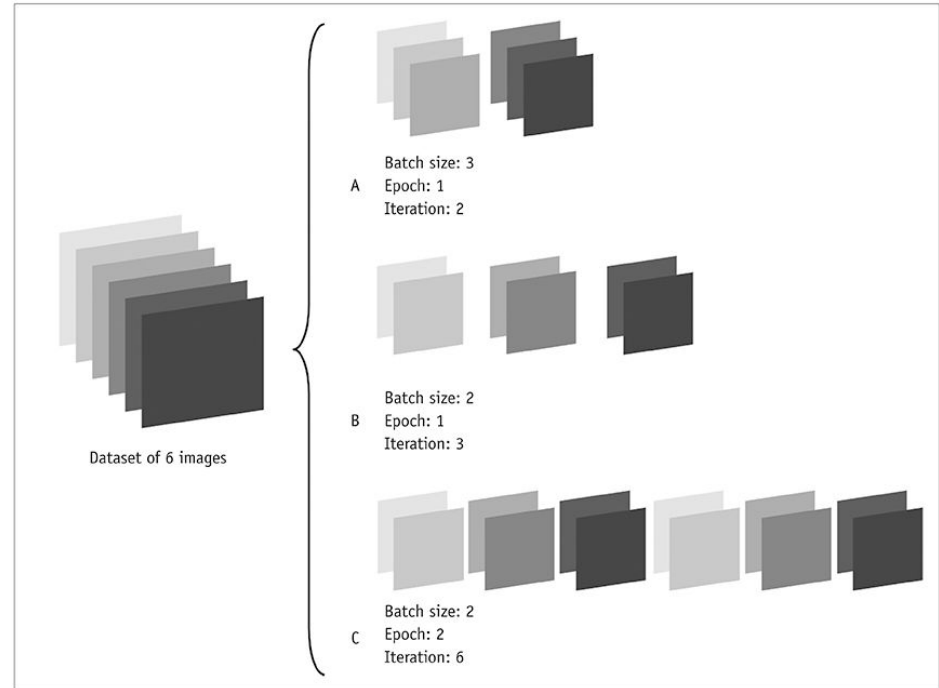 Batch size: 3
A
Epoch: 1
Iteration: 2
Batch size: 2
B
Epoch: 1
Iteration: 3
Dataset of 6 images
Batch size: 2
C
Epoch: 2
Iteration: 6